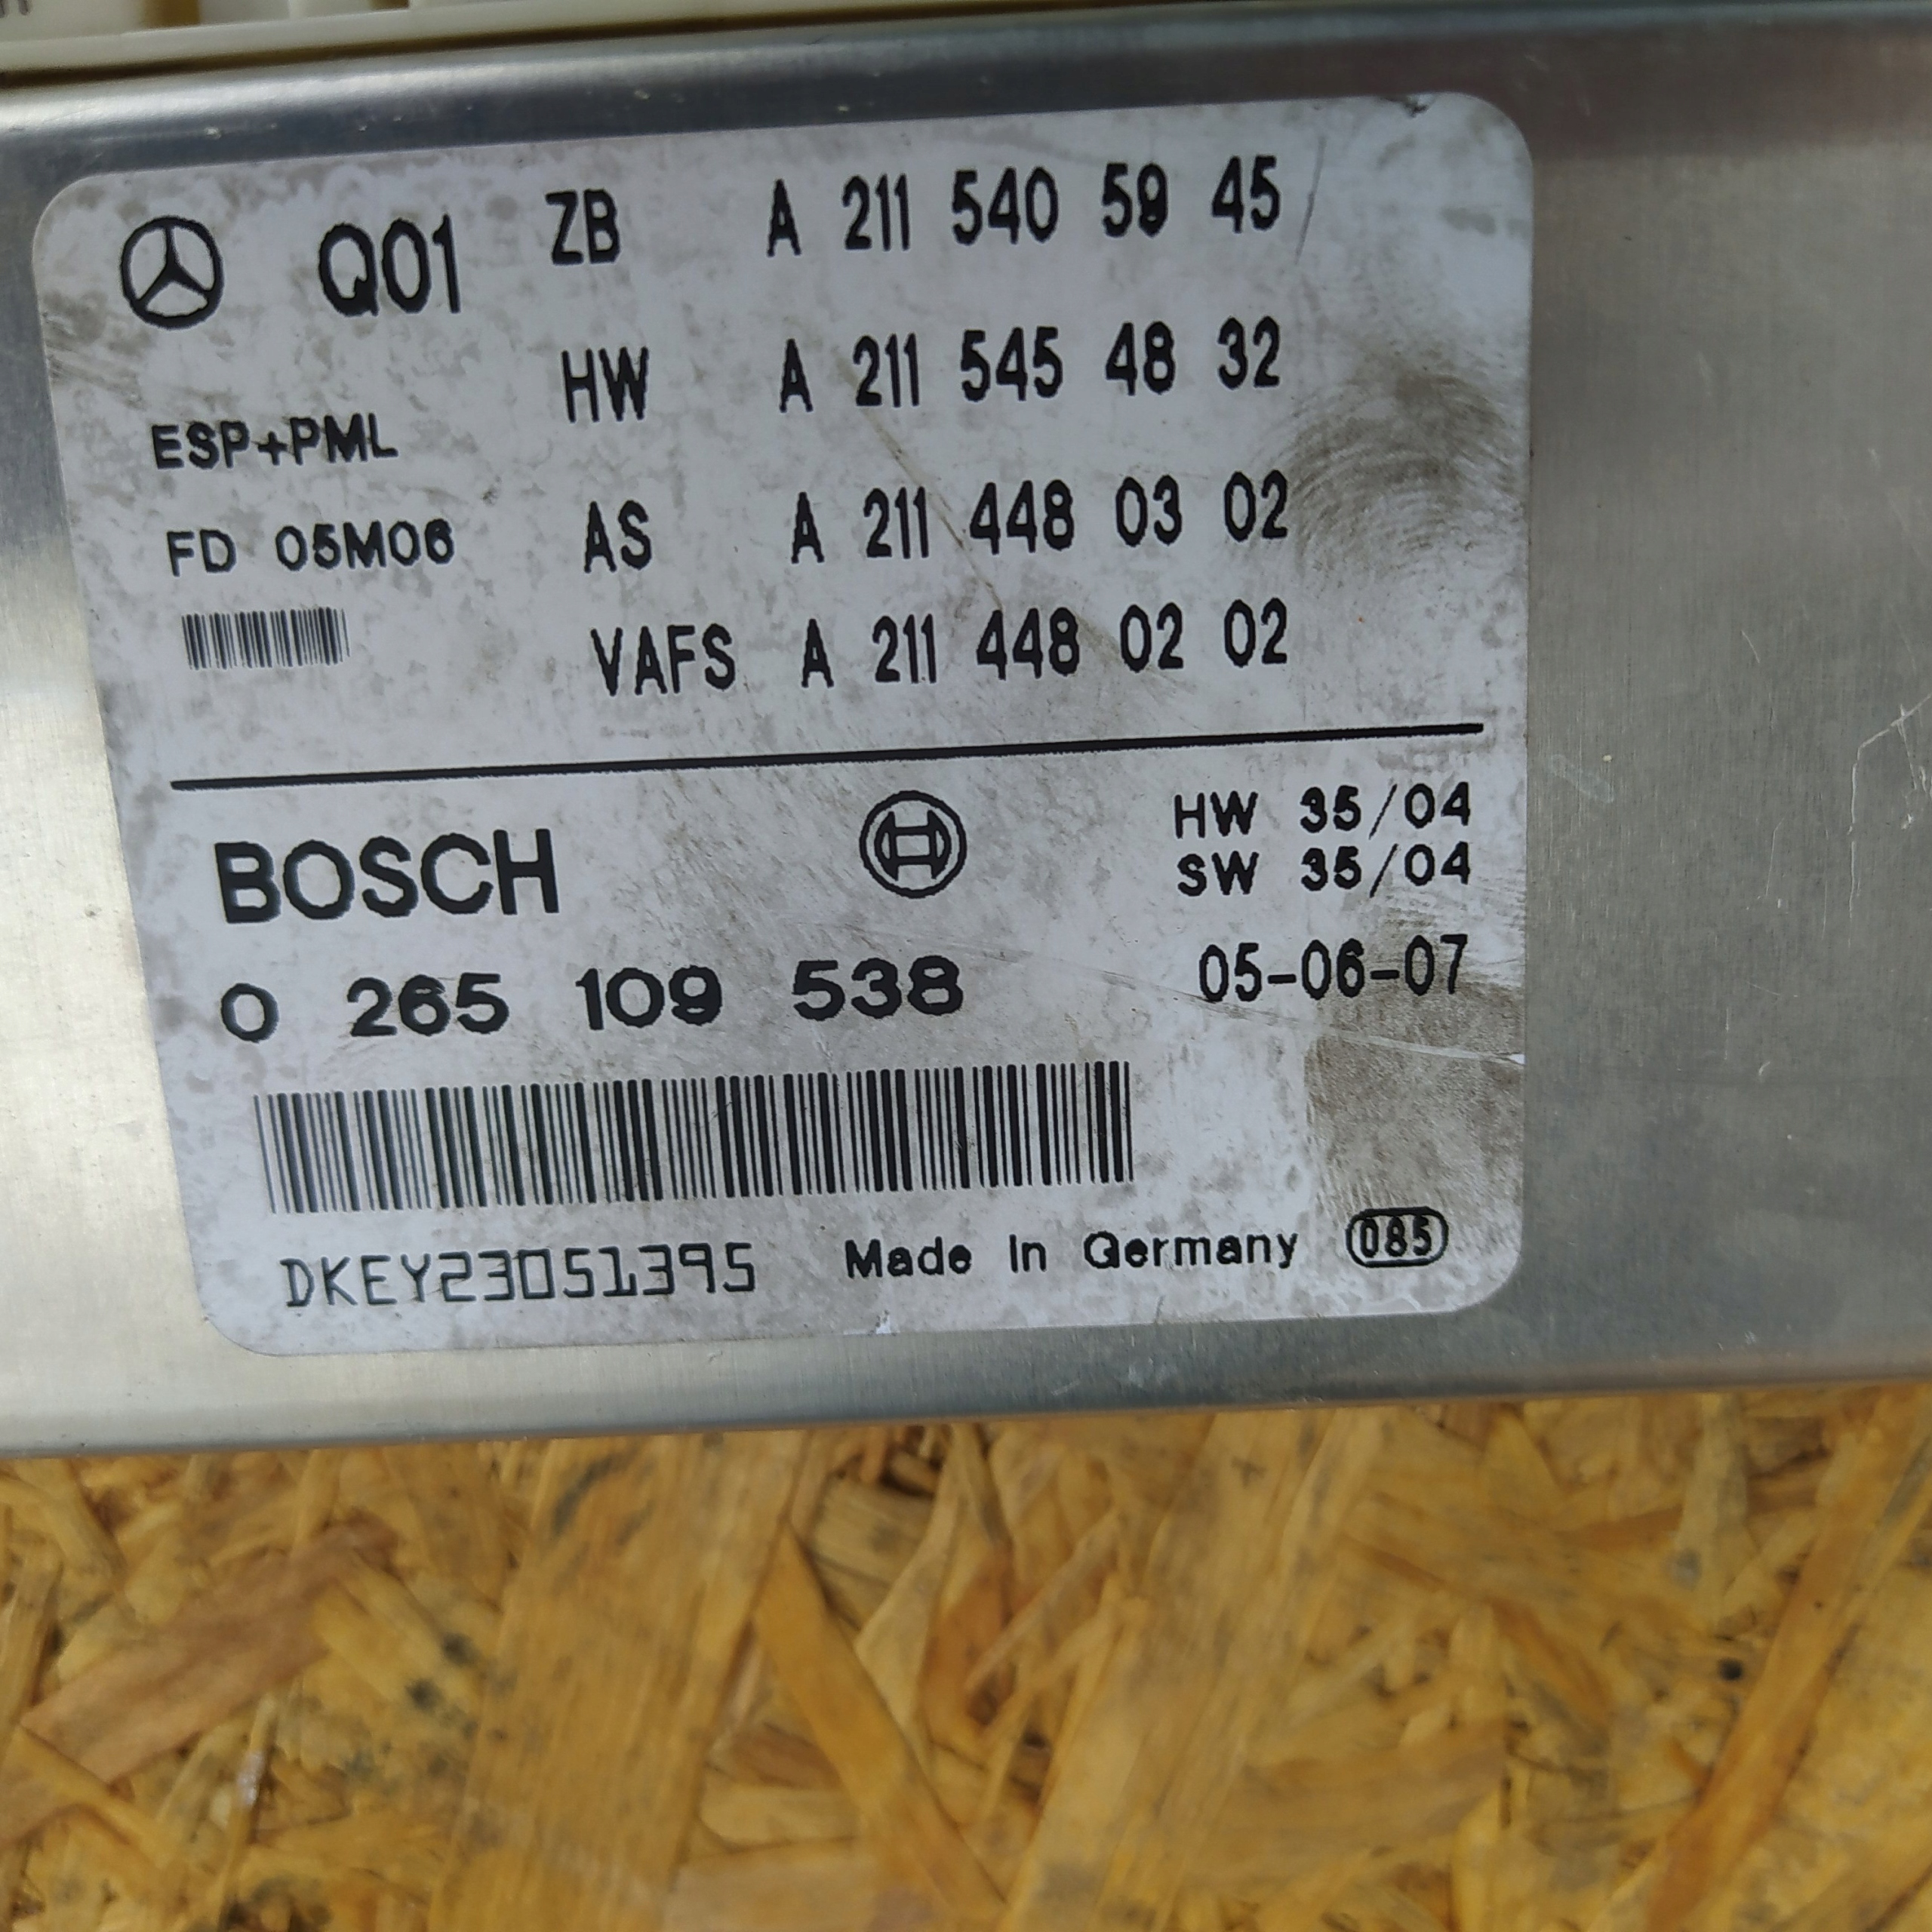 Q01 ZB A 211 540 59 45
HW A 211 545 48 32
ESP+PML
FD 05M06 AS A 211 448 03 02
VAFS A 211 448 02 02
BOSCH HW 35/04
SW 35/04
0 265 109 538 05-06-07
DKEY23051395 Made in Germany 085